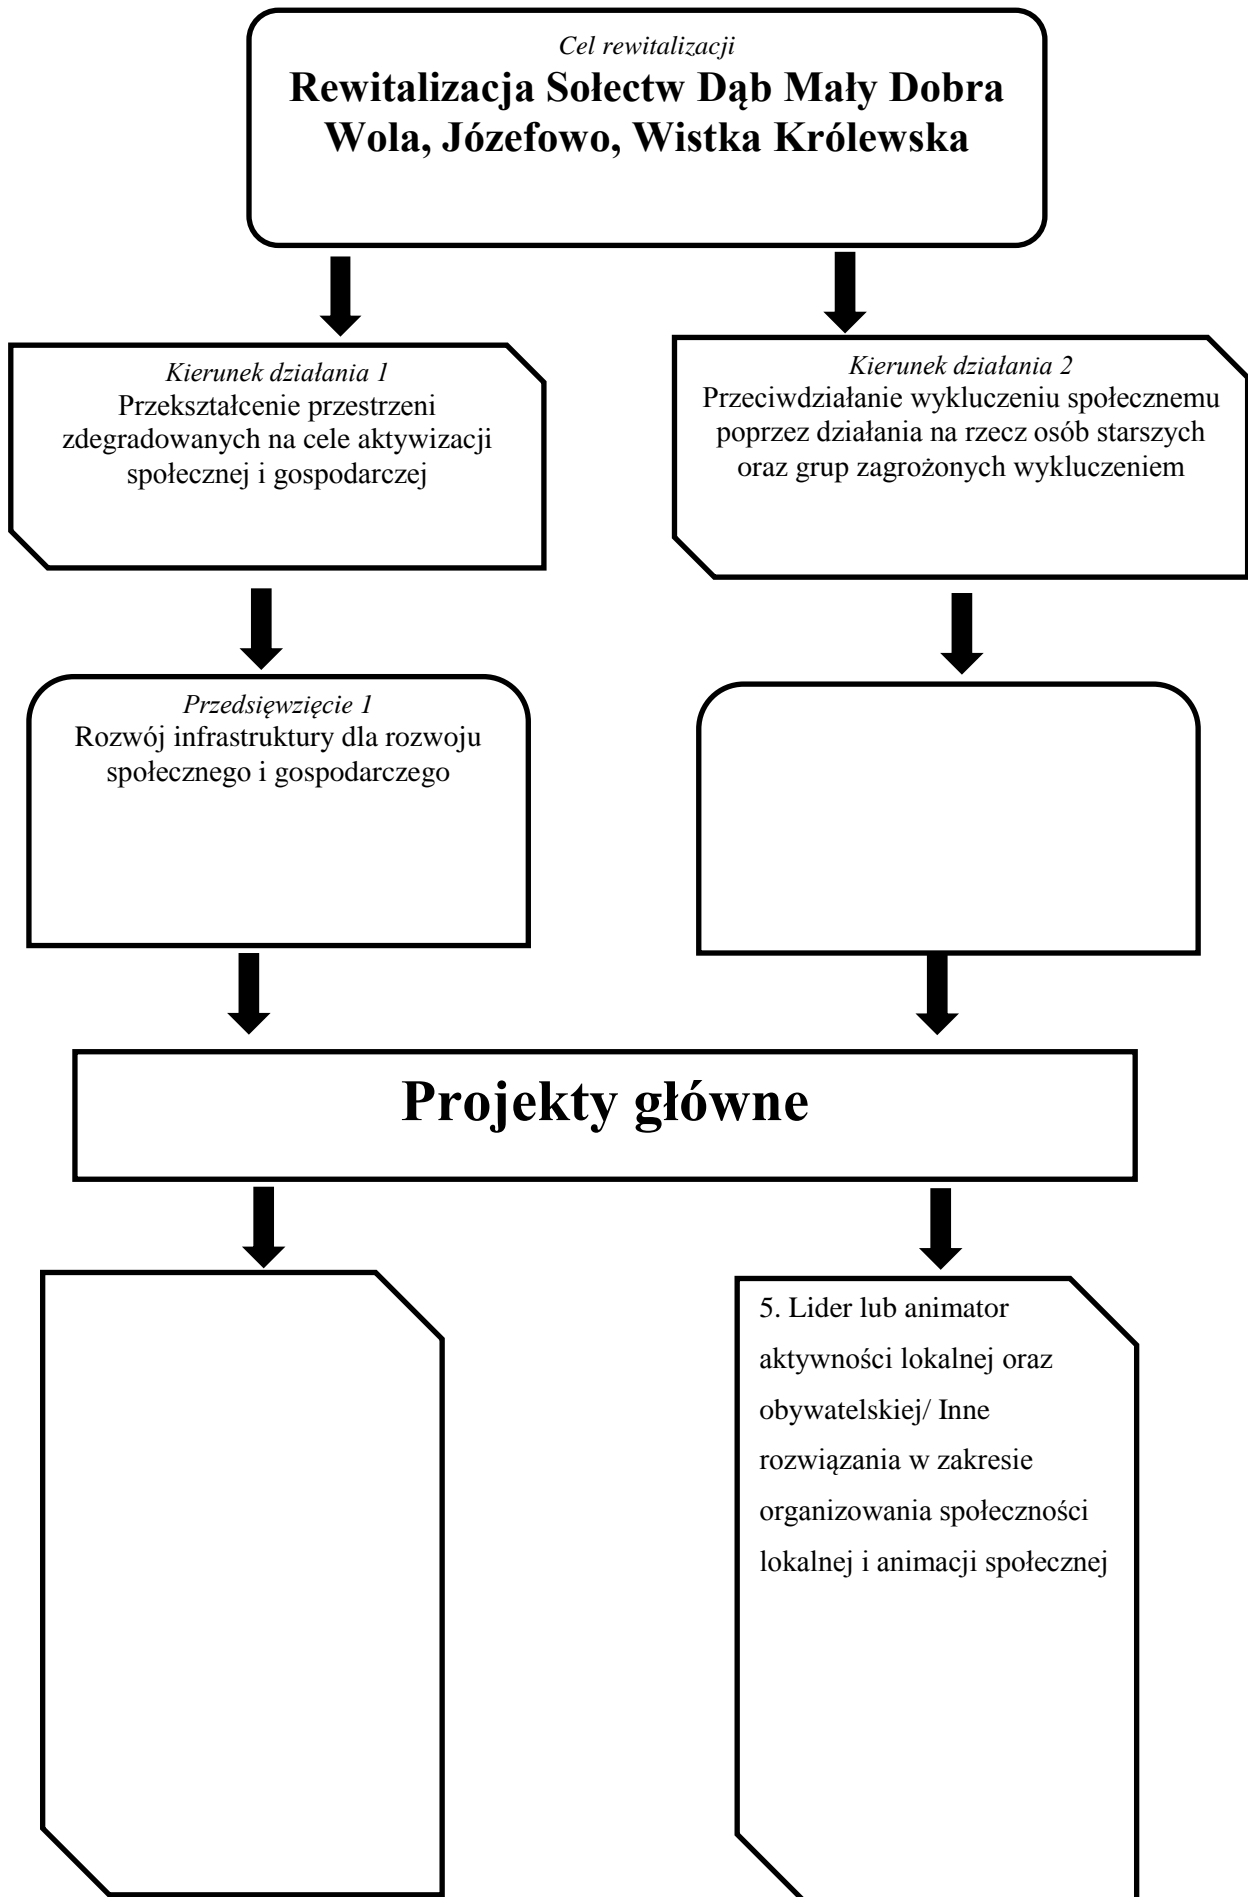 Cel rewitalizacji
Rewitalizacja Sołectw Dąb Mały Dobra
Wola, Józefowo, Wistka Królewska
Kierunek działania 1
Przekształcenie przestrzeni
zdegradowanych na cele aktywizacji
społecznej i gospodarczej
Kierunek działania 2
Przeciwdziałanie wykluczeniu społecznemu
poprzez działania na rzecz osób starszych
oraz grup zagrożonych wykluczeniem
Przedsięwzięcie 1
Rozwój infrastruktury dla rozwoju
społecznego i gospodarczego
Projekty główne
5. Lider lub animator
aktywności lokalnej oraz
obywatelskiej/ Inne
rozwiązania w zakresie
organizowania społeczności
lokalnej i animacji społecznej